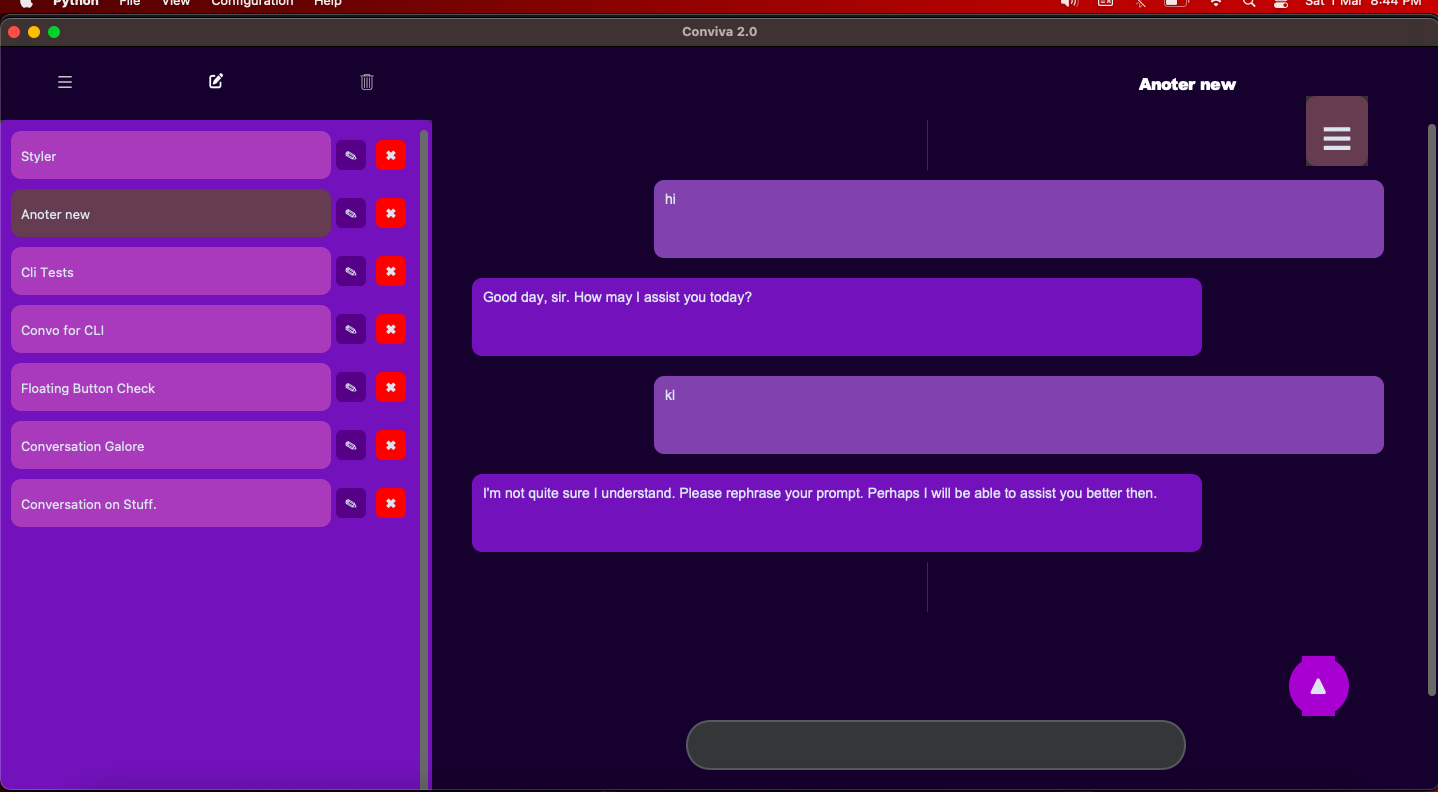 Python File View Configuration Help Sat 1 Mar 8:44 PM
Conviva 2.0
Anoter new
Styler
Anoter new
Cli Tests
Convo for CLI
Floating Button Check
Conversation Galore
Conversation on Stuff.
hi
Good day, sir. How may I assist you today?
kl
I'm not quite sure I understand. Please rephrase your prompt. Perhaps I will be able to assist you better then.